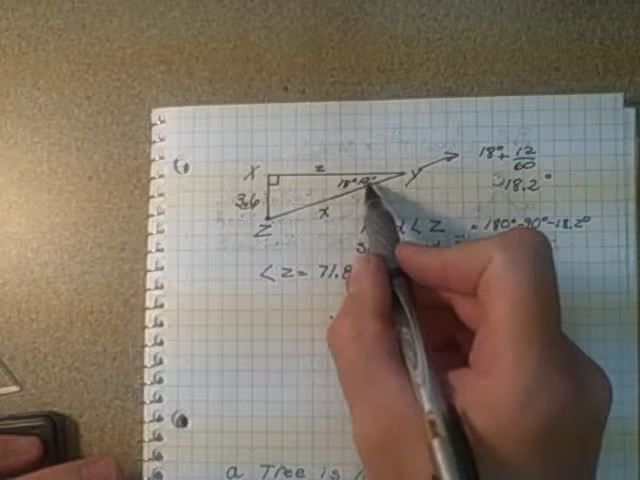 X z Y
18°12'
3.6
x
Z
18° + 12/60
18.2°
< Z = 180°-90°-18.2°
<Z = 71.8
a Tree is